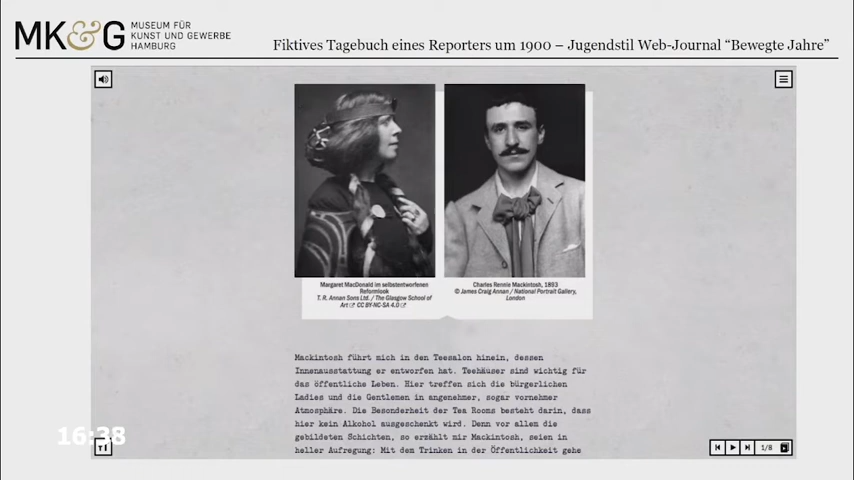 MK&G MUSEUM FÜR
KUNST UND GEWERBE
HAMBURG
Fiktives Tagebuch eines Reporters um 1900 – Jugendstil Web-Journal “Bewegte Jahre”
Margaret MacDonald im selbstentworfenen
Reformlook
T. R. Annan Sons Ltd. / The Glasgow School of
Art CC BY-NC-SA 4.0
Charles Rennie Mackintosh, 1893
© James Craig Annan / National Portrait Gallery,
London
Mackintosh führt mich in den Teesalon hinein, dessen
Innenausstattung er entworfen hat. Teehäuser sind wichtig für
das öffentliche Leben. Hier treffen sich die bürgerlichen
Ladies und die Gentlemen in angenehmer, sogar vornehmer
Atmosphäre. Die Besonderheit der Tea Rooms besteht darin, dass
hier kein Alkohol ausgeschenkt wird. Denn vor allem die
gebildeten Schichten, so erzählt mir Mackintosh, seien in
heller Aufregung: Mit dem Trinken in der Öffentlichkeit gehe
16:38
TI
1/8